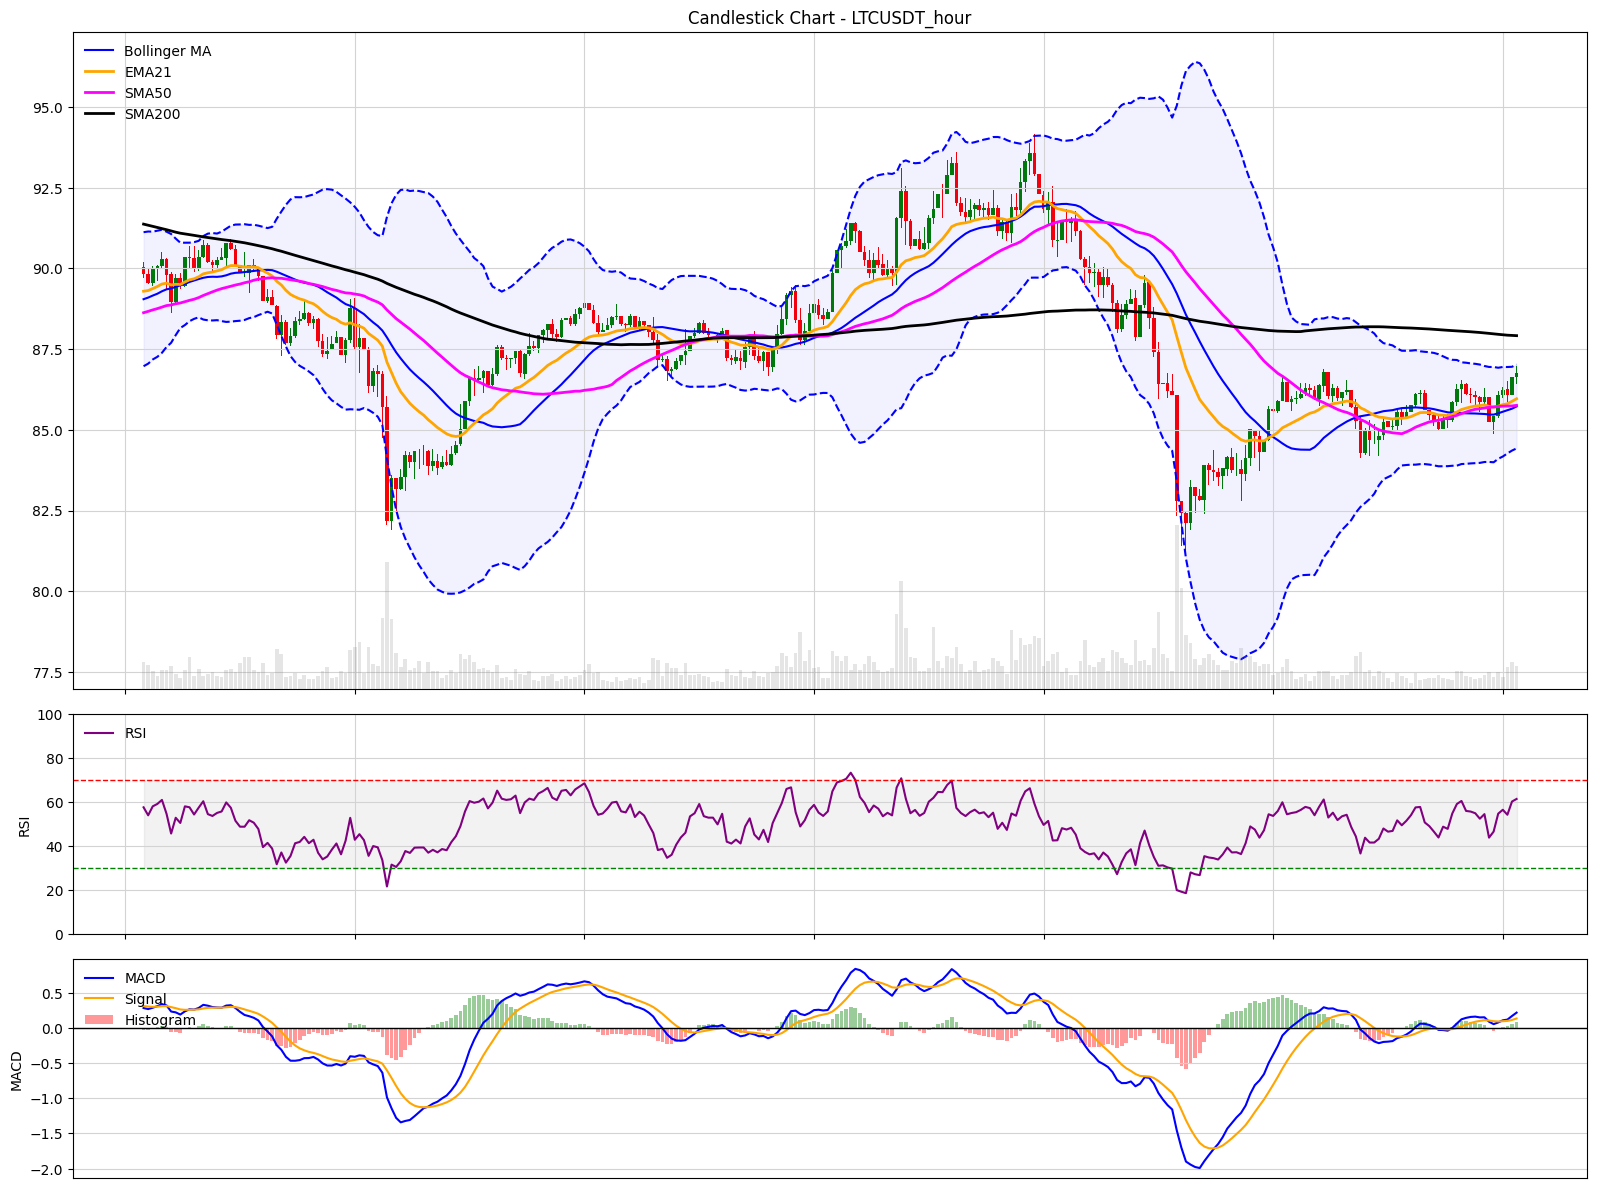 Candlestick Chart - LTCUSDT_hour
Bollinger MA
EMA21
SMA50
SMA200
95.0
92.5
90.0
87.5
85.0
82.5
80.0
77.5
100
80
60
40
20
0
RSI
RSI
0.5
0.0
−0.5
−1.0
−1.5
−2.0
MACD
MACD
Signal
Histogram